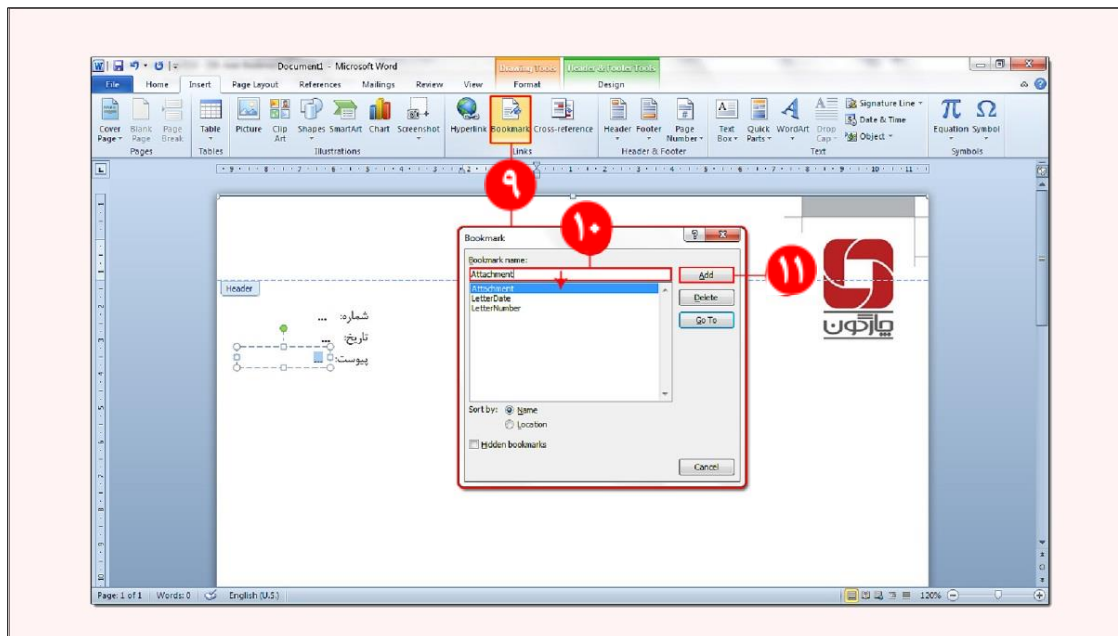 Document1 - Microsoft Word
Drawing Tools
Header & Footer Tools
File Home Insert Page Layout References Mailings Review View Format Design
Cover Page
Blank Page
Page Break
Table
Picture
Clip Art
Shapes
SmartArt
Chart
Screenshot
Hyperlink
Bookmark
Cross-reference
Header
Footer
Page Number
Text Box
Quick Parts
WordArt
Drop Cap
Signature Line
Date & Time
Object
Equation
Symbol
Pages Tables Illustrations Links Header & Footer Text Symbols
۹
۱۰
۱۱
Bookmark
Bookmark name:
Attachment
Add
Attachment
LetterDate
LetterNumber
Delete
Go To
Sort by: Name
Location
Hidden bookmarks
Cancel
Header
شماره: ...
تاریخ: ...
پیوست:
چارگون
Page: 1 of 1 Words: 0 English (U.S.) 120%